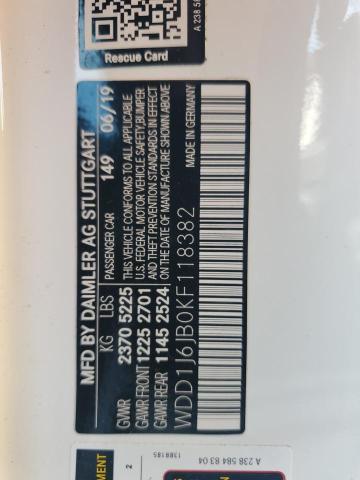 Rescue Card
A 238 58
MFD BY DAIMLER AG STUTTGART
KG LBS PASSENGER CAR 149 06/19
GVWR 2370 5225 THIS VEHICLE CONFORMS TO ALL APPLICABLE
GAWR FRONT 1225 2701 U.S. FEDERAL MOTOR VEHICLE SAFETY, BUMPER
GAWR REAR 1145 2524 AND THEFT PREVENTION STANDARDS IN EFFECT
ON THE DATE OF MANUFACTURE SHOWN ABOVE
WDD1J6JB0KF118382
MADE IN GERMANY
MENT
2
1388185
A 238 584 83 04